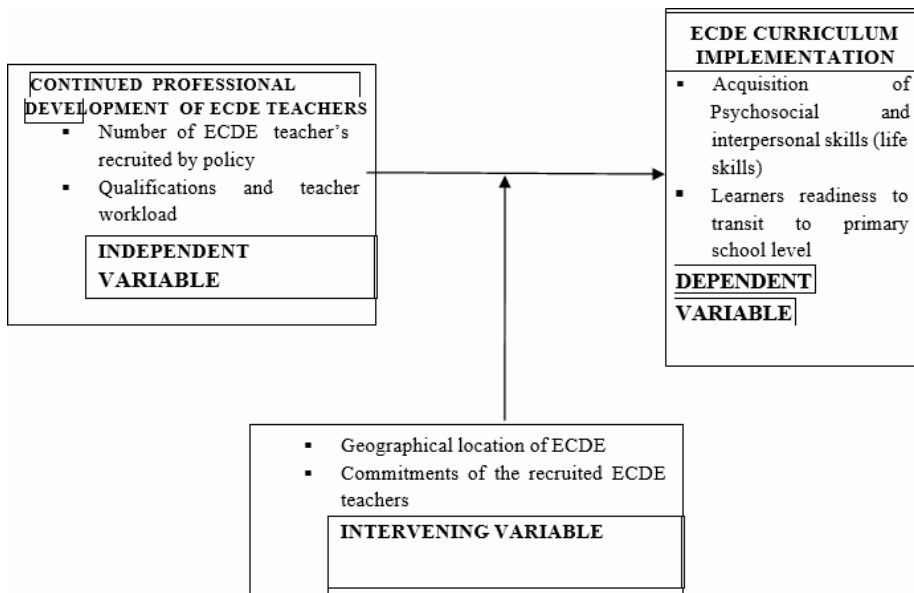 CONTINUED PROFESSIONAL
DEVELOPMENT OF ECDE TEACHERS
▪ Number of ECDE teacher’s
recruited by policy
▪ Qualifications and teacher
workload
INDEPENDENT
VARIABLE
ECDE CURRICULUM
IMPLEMENTATION
▪ Acquisition of
Psychosocial and
interpersonal skills (life
skills)
▪ Learners readiness to
transit to primary
school level
DEPENDENT
VARIABLE
▪ Geographical location of ECDE
▪ Commitments of the recruited ECDE
teachers
INTERVENING VARIABLE